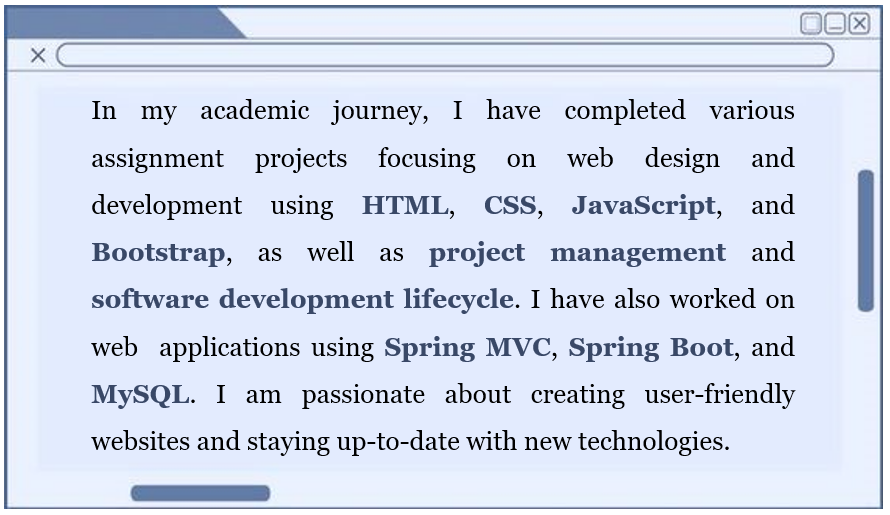 In my academic journey, I have completed various
assignment projects focusing on web design and
development using HTML, CSS, JavaScript, and
Bootstrap, as well as project management and
software development lifecycle. I have also worked on
web applications using Spring MVC, Spring Boot, and
MySQL. I am passionate about creating user-friendly
websites and staying up-to-date with new technologies.